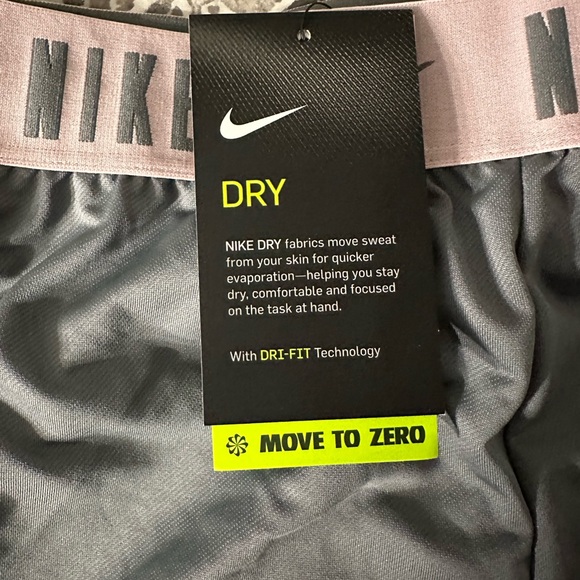 NIKE
N
DRY
NIKE DRY fabrics move sweat
from your skin for quicker
evaporation—helping you stay
dry, comfortable and focused
on the task at hand.
With DRI-FIT Technology
MOVE TO ZERO